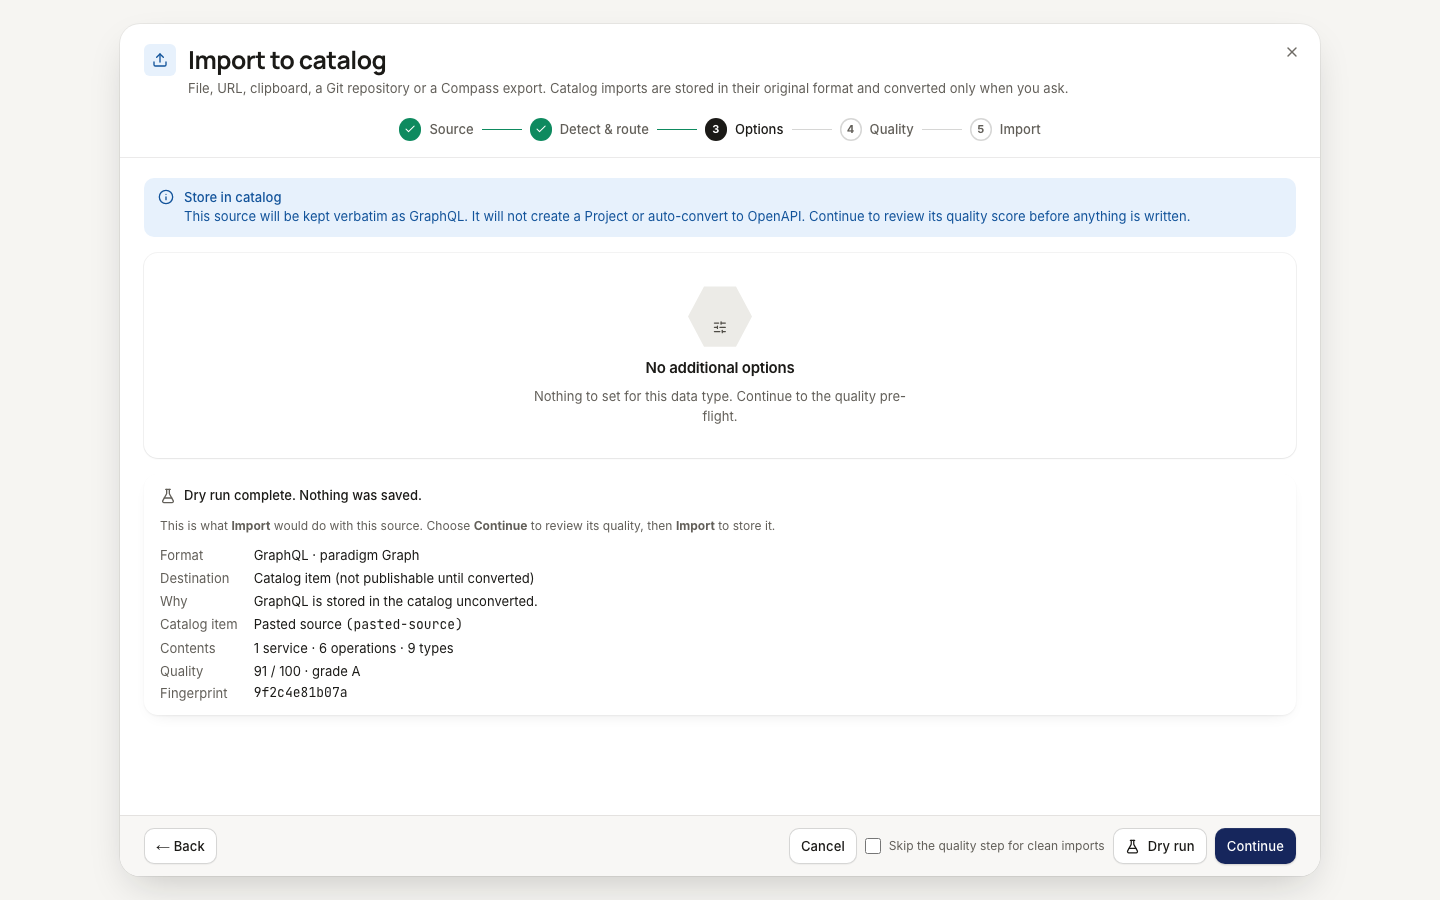 Import to catalog
File, URL, clipboard, a Git repository or a Compass export. Catalog imports are stored in their original format and converted only when you ask.
Source
Detect & route
3 Options
4 Quality
5 Import
Store in catalog
This source will be kept verbatim as GraphQL. It will not create a Project or auto-convert to OpenAPI. Continue to review its quality score before anything is written.
No additional options
Nothing to set for this data type. Continue to the quality pre-
flight.
Dry run complete. Nothing was saved.
This is what Import would do with this source. Choose Continue to review its quality, then Import to store it.
Format GraphQL · paradigm Graph
Destination Catalog item (not publishable until converted)
Why GraphQL is stored in the catalog unconverted.
Catalog item Pasted source (pasted-source)
Contents 1 service · 6 operations · 9 types
Quality 91 / 100 · grade A
Fingerprint 9f2c4e81b07a
← Back
Cancel
Skip the quality step for clean imports
Dry run
Continue